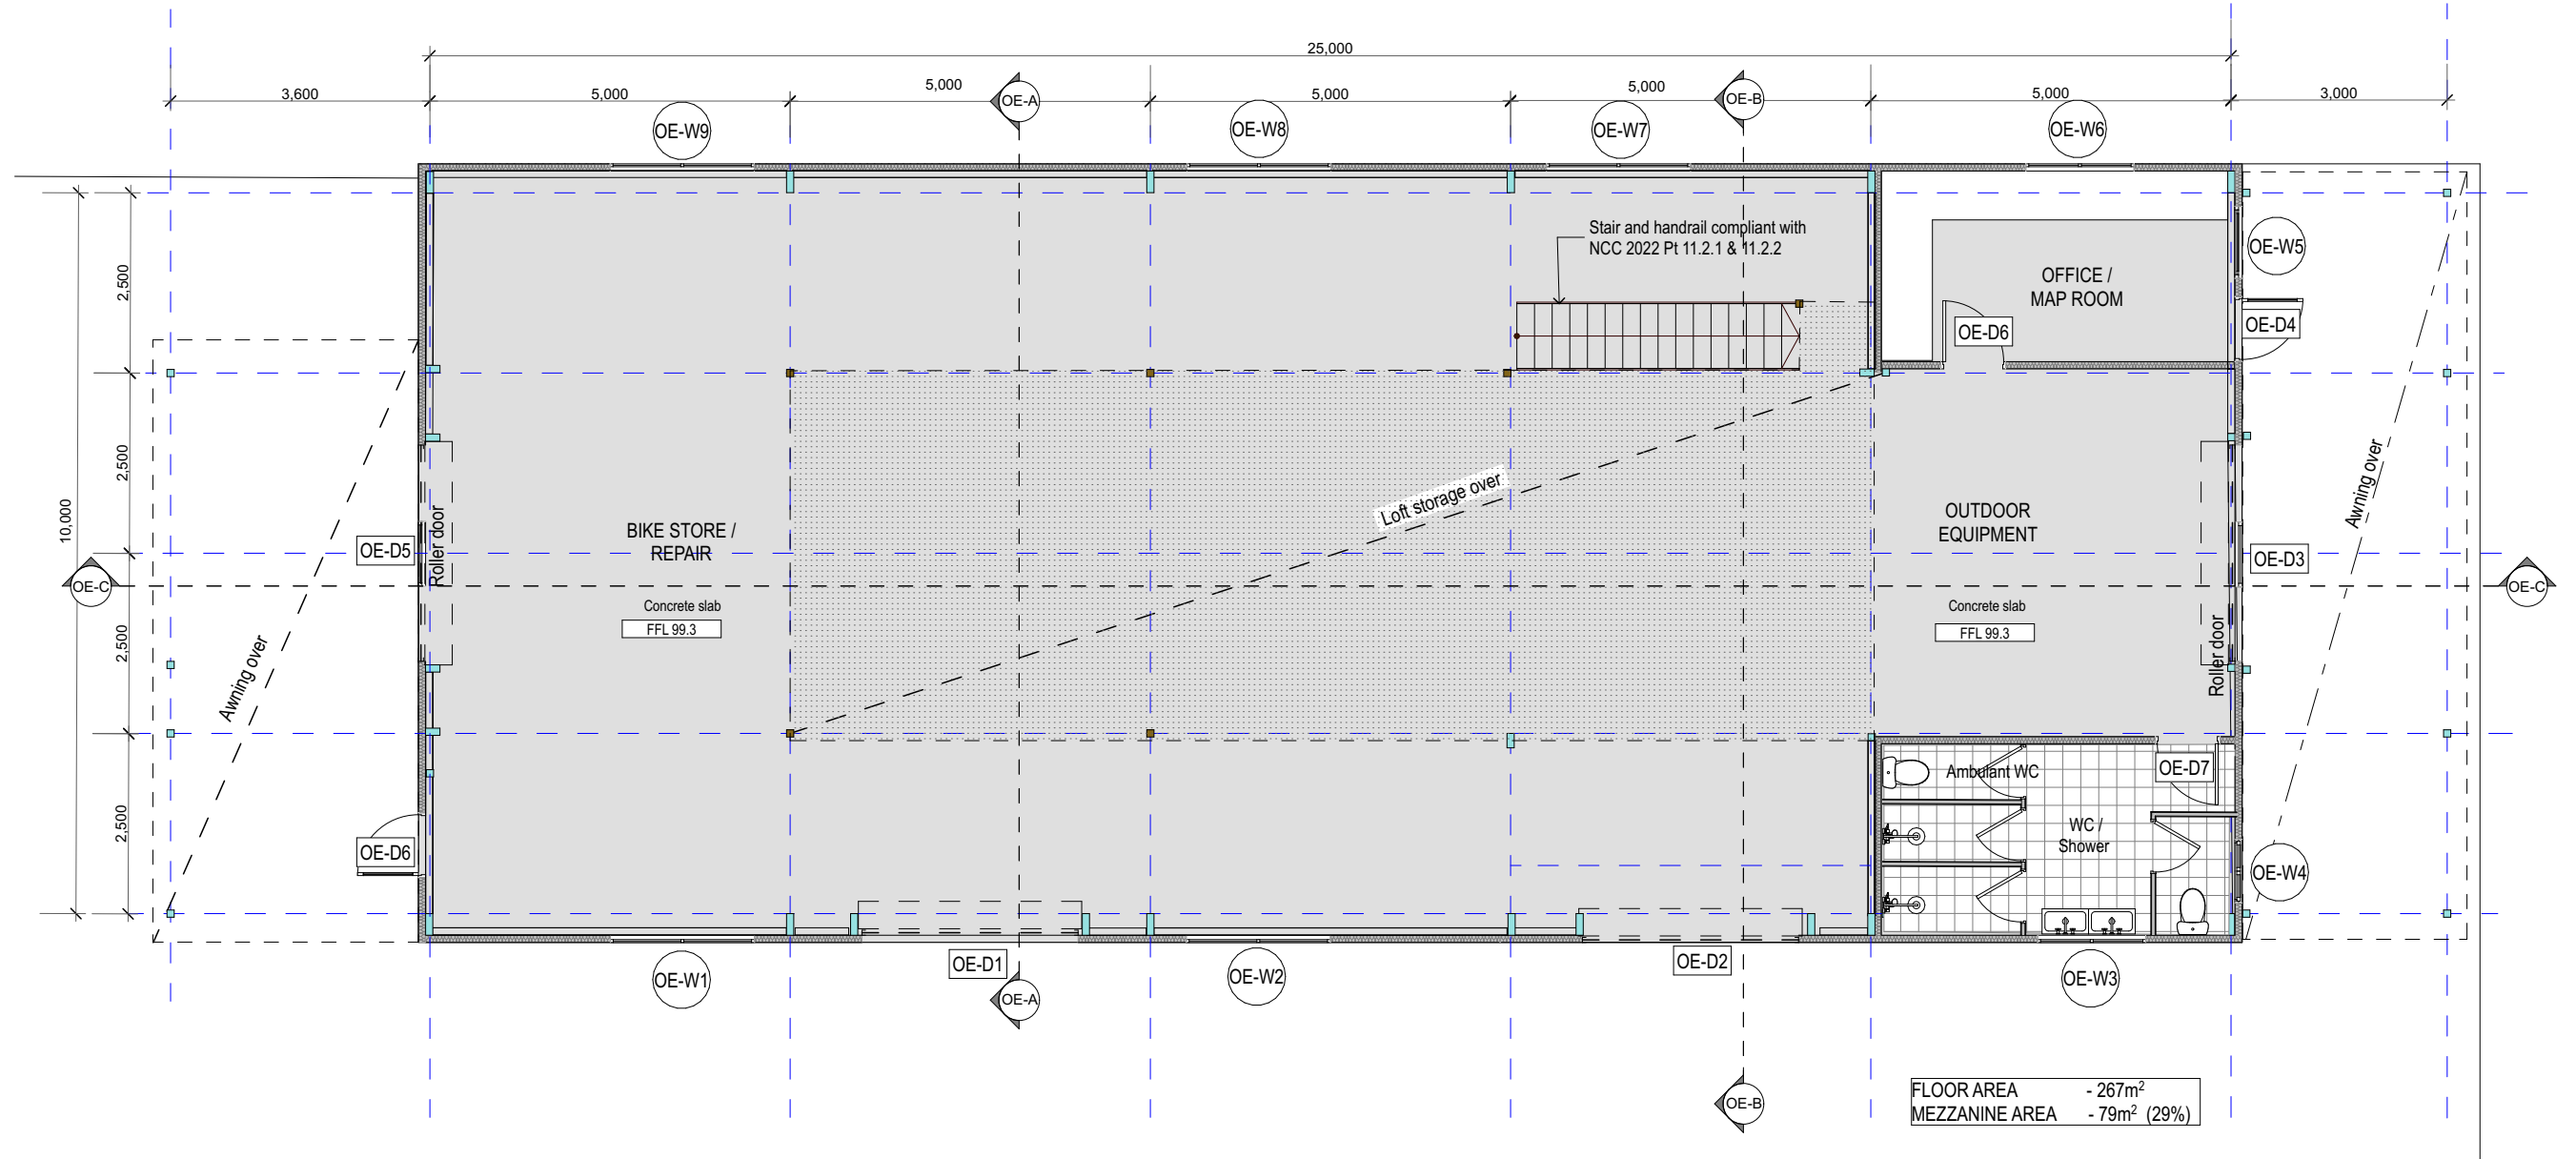 25,000
3,600
5,000
5,000
OE-A
5,000
5,000
OE-B
5,000
3,000
OE-W9
OE-W8
OE-W7
OE-W6
Stair and handrail compliant with
NCC 2022 Pt 11.2.1 & 11.2.2
OE-W5
2,500
OFFICE /
MAP ROOM
OE-D6
OE-D4
2,500
10,000
Loft storage over
Awning over
BIKE STORE /
REPAIR
OUTDOOR
EQUIPMENT
OE-D5
Roller door
OE-D3
OE-C
OE-C
Concrete slab
FFL 99.3
Concrete slab
FFL 99.3
2,500
Awning over
Roller door
Ambulant WC
OE-D7
2,500
WC /
Shower
OE-D6
OE-W4
OE-W1
OE-D1
OE-A
OE-W2
OE-D2
OE-W3
OE-B
FLOOR AREA - 267m²
MEZZANINE AREA - 79m² (29%)